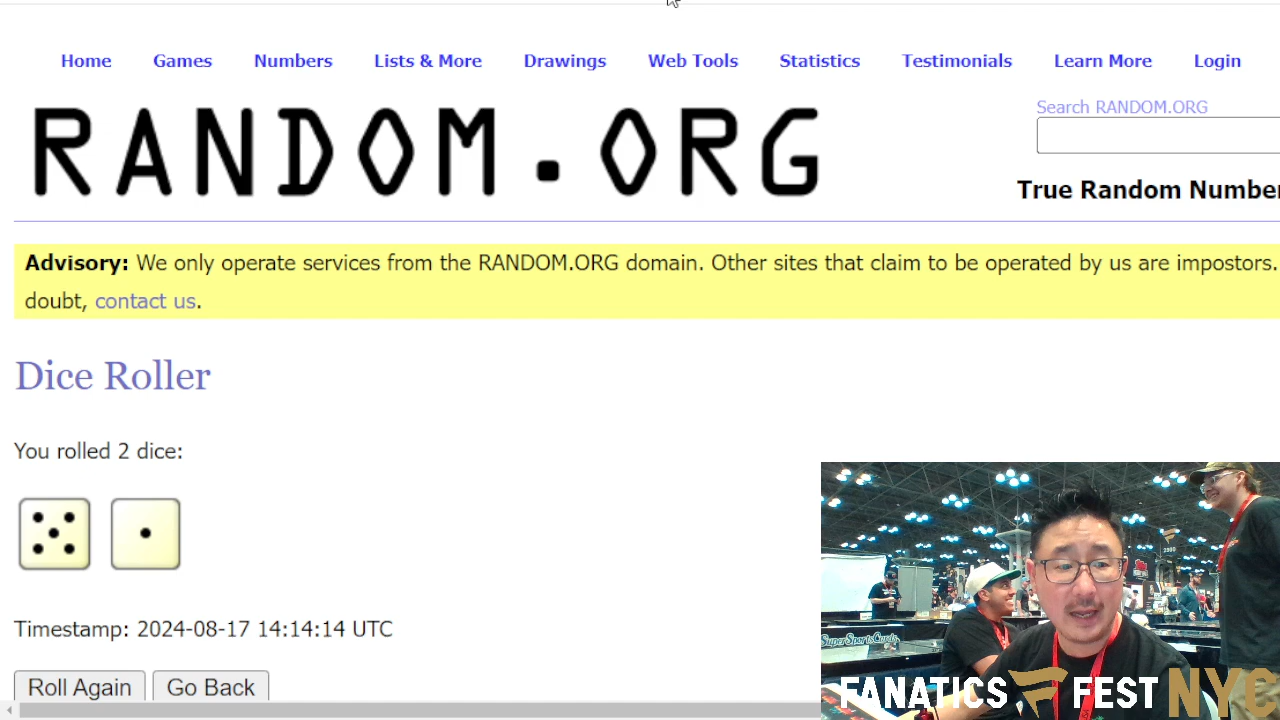 Home Games Numbers Lists & More Drawings Web Tools Statistics Testimonials Learn More Login
RANDOM.ORG
Search RANDOM.ORG
True Random Number
Advisory: We only operate services from the RANDOM.ORG domain. Other sites that claim to be operated by us are impostors.
doubt, contact us.
Dice Roller
You rolled 2 dice:
Timestamp: 2024-08-17 14:14:14 UTC
Roll Again Go Back
SuperSportsCards
FANATICS FEST NYC